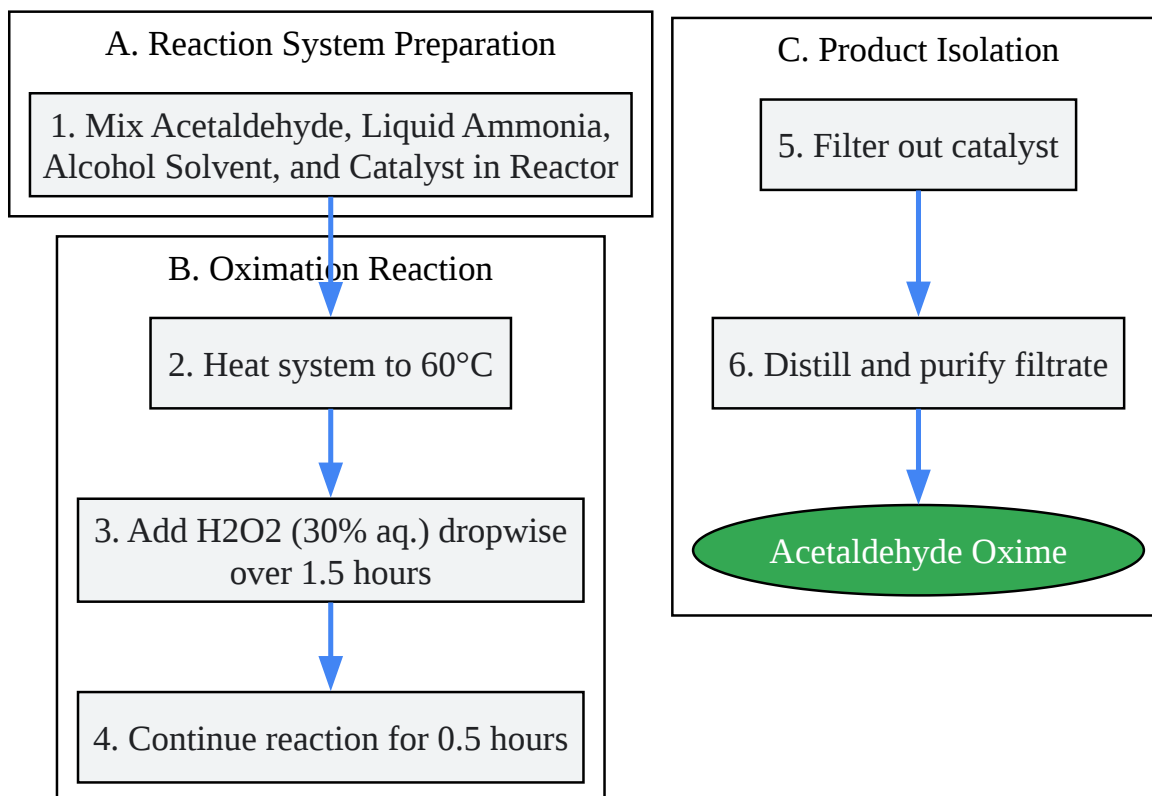 A. Reaction System Preparation
1. Mix Acetaldehyde, Liquid Ammonia,
Alcohol Solvent, and Catalyst in Reactor
B. Oximation Reaction
2. Heat system to 60°C
3. Add H2O2 (30% aq.) dropwise
over 1.5 hours
4. Continue reaction for 0.5 hours
C. Product Isolation
5. Filter out catalyst
6. Distill and purify filtrate
Acetaldehyde Oxime